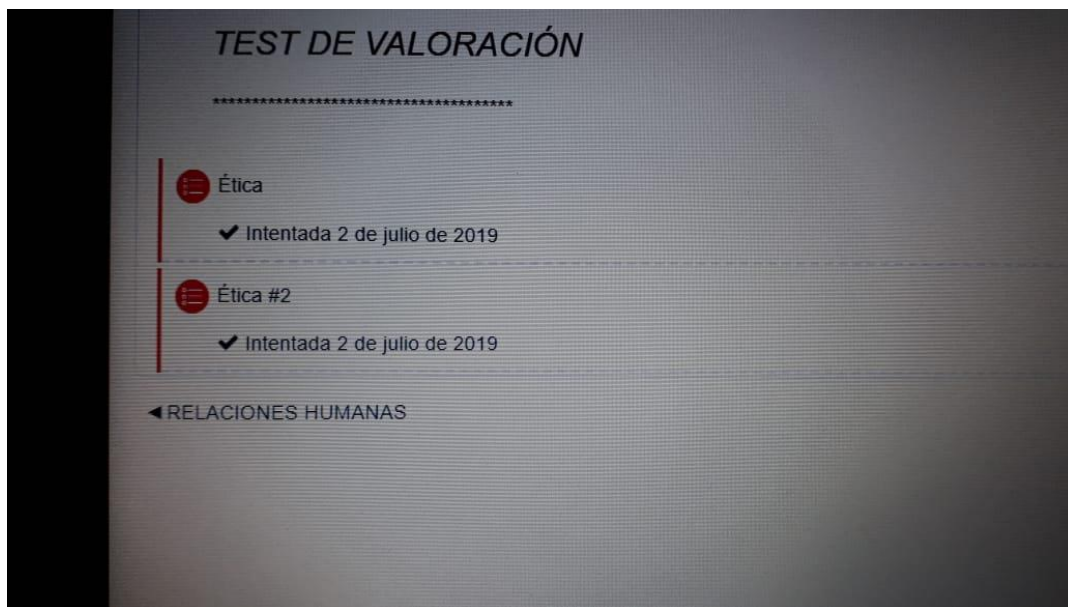 TEST DE VALORACIÓN
***************************************
Ética
✔ Intentada 2 de julio de 2019
Ética #2
✔ Intentada 2 de julio de 2019
◄ RELACIONES HUMANAS